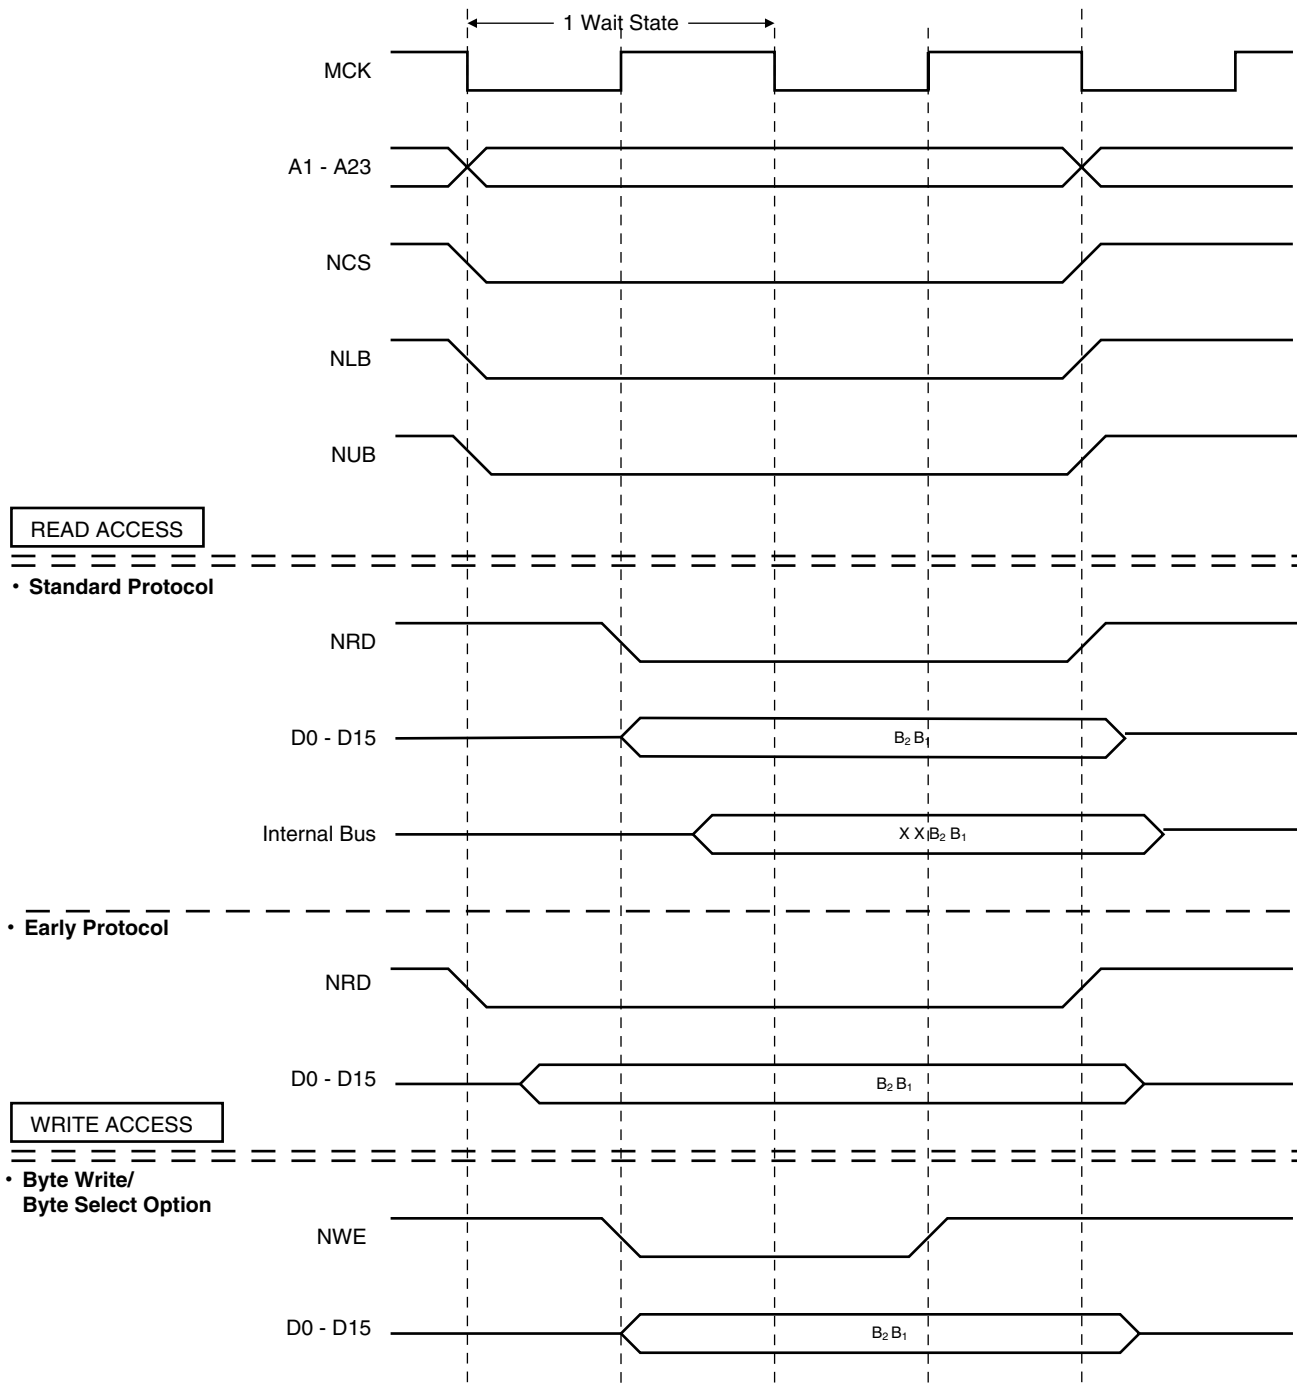 1 Wait State
MCK
A1 - A23
NCS
NLB
NUB
READ ACCESS
• Standard Protocol
NRD
D0 - D15
B₂ B₁
Internal Bus
X X B₂ B₁
• Early Protocol
NRD
D0 - D15
B₂ B₁
WRITE ACCESS
• Byte Write/
Byte Select Option
NWE
D0 - D15
B₂ B₁